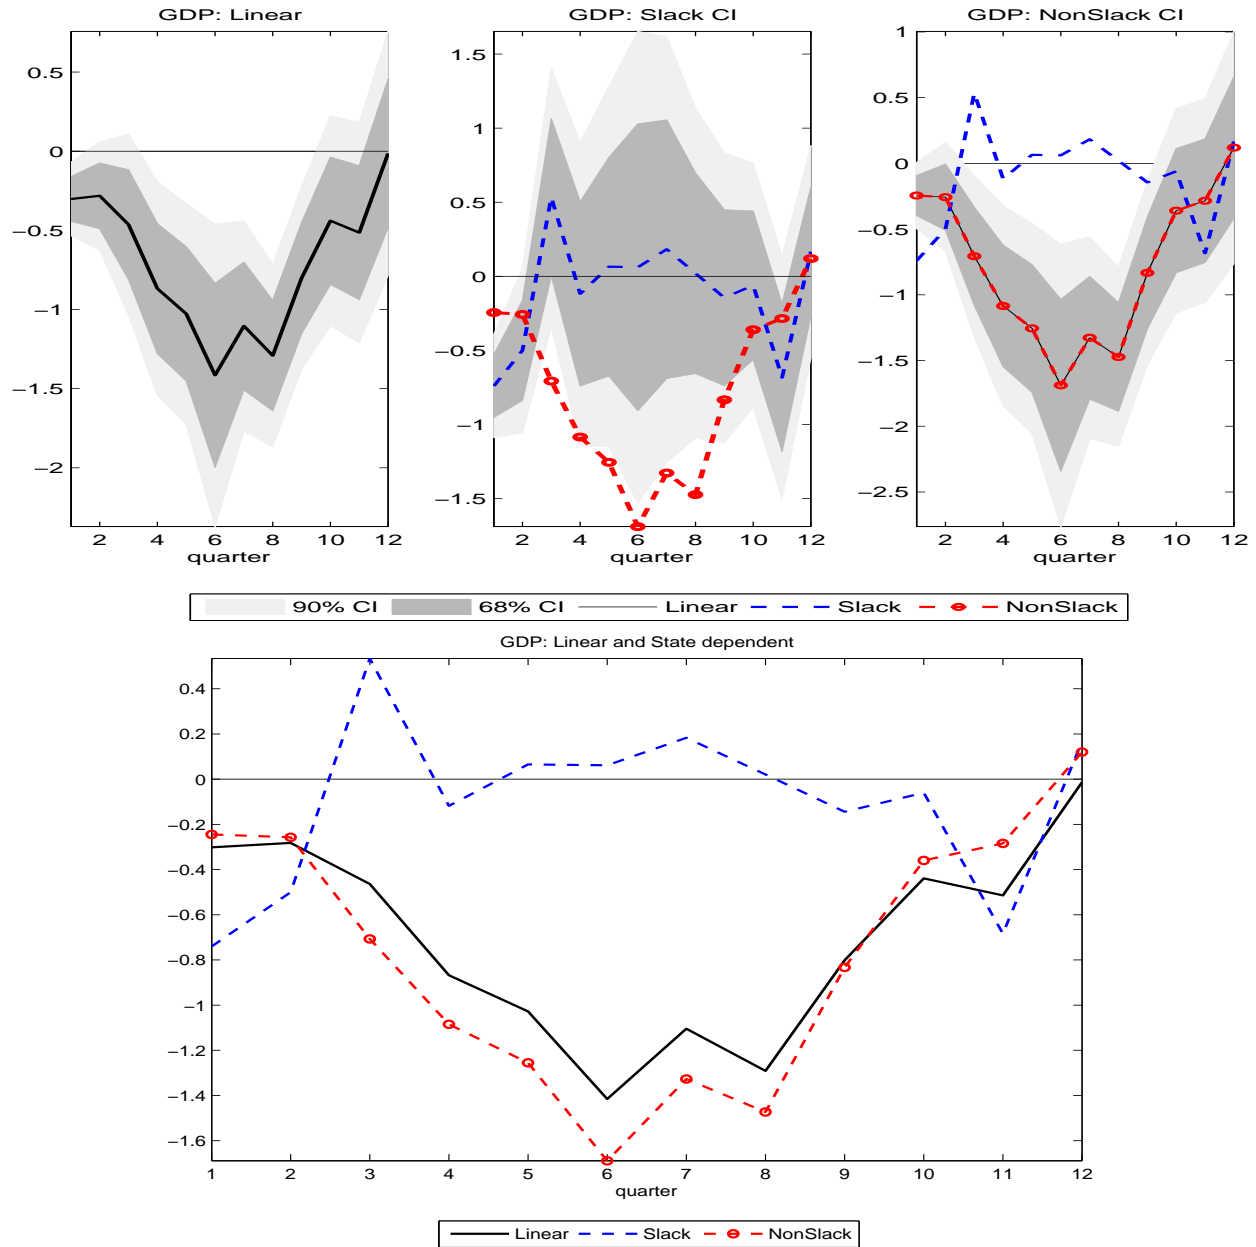 GDP: Linear
0.5
0
−0.5
−1
−1.5
−2
2 4 6 8 10 12
quarter
GDP: Slack CI
1.5
1
0.5
0
−0.5
−1
−1.5
2 4 6 8 10 12
quarter
GDP: NonSlack CI
1
0.5
0
−0.5
−1
−1.5
−2
−2.5
2 4 6 8 10 12
quarter
90% CI 68% CI Linear Slack NonSlack
GDP: Linear and State dependent
0.4
0.2
0
−0.2
−0.4
−0.6
−0.8
−1
−1.2
−1.4
−1.6
1 2 3 4 5 6 7 8 9 10 11 12
quarter
Linear Slack NonSlack